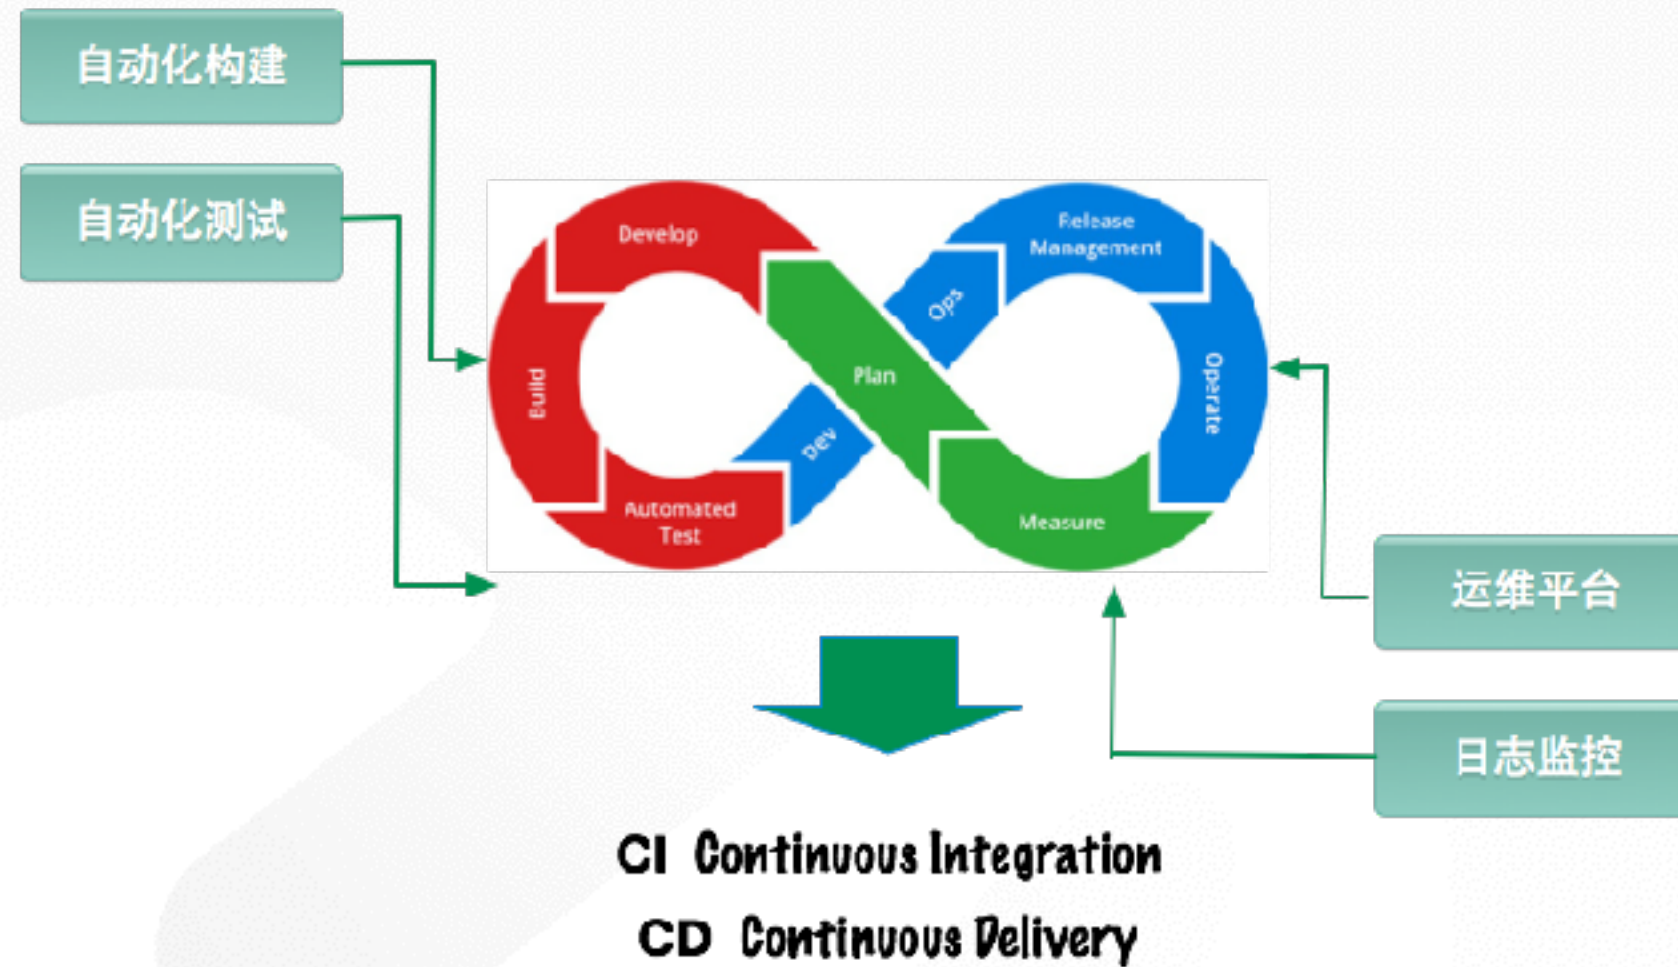 自动化构建
自动化测试
Develop
Release
Management
Ops
Build
Plan
Operate
Dev
Automated
Test
Measure
运维平台
日志监控
CI Continuous Integration
CD Continuous Delivery